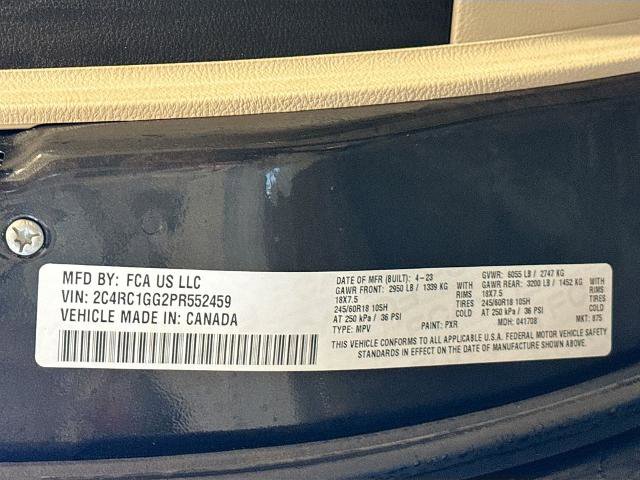 MFD BY: FCA US LLC
VIN: 2C4RC1GG2PR552459
VEHICLE MADE IN: CANADA
DATE OF MFR (BUILT): 4-23
GAWR FRONT: 2950 LB / 1339 KG WITH
18X7.5 RIMS
245/60R18 105H TIRES
AT 250 kPa / 36 PSI COLD
TYPE: MPV PAINT: PXR
GVWR: 6055 LB / 2747 KG
GAWR REAR: 3200 LB / 1452 KG WITH
18X7.5 RIMS
245/60R18 105H TIRES
AT 250 kPa / 36 PSI COLD
MDH: 041708 MKT: 875
THIS VEHICLE CONFORMS TO ALL APPLICABLE U.S.A. FEDERAL MOTOR VEHICLE SAFETY
STANDARDS IN EFFECT ON THE DATE OF MANUFACTURE SHOWN ABOVE.